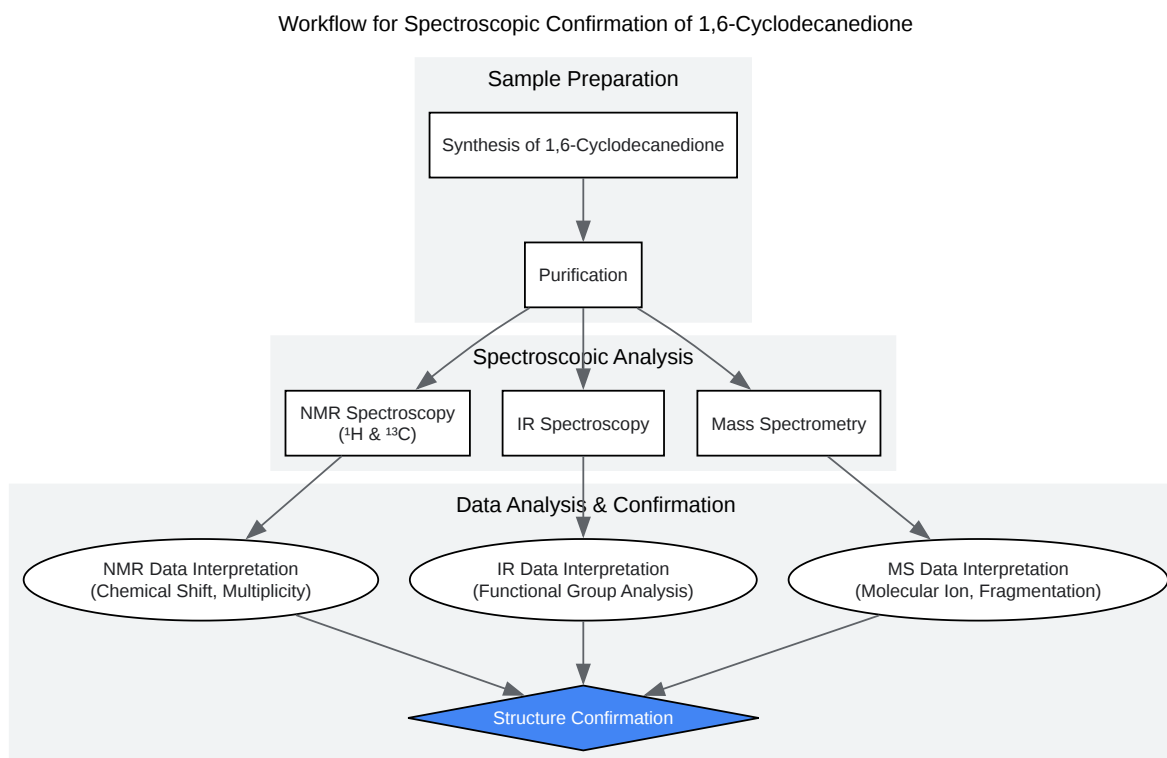 Workflow for Spectroscopic Confirmation of 1,6-Cyclodecanedione
Sample Preparation
Synthesis of 1,6-Cyclodecanedione
Purification
Spectroscopic Analysis
NMR Spectroscopy
(¹H & ¹³C)
IR Spectroscopy
Mass Spectrometry
Data Analysis & Confirmation
NMR Data Interpretation
(Chemical Shift, Multiplicity)
IR Data Interpretation
(Functional Group Analysis)
MS Data Interpretation
(Molecular Ion, Fragmentation)
Structure Confirmation